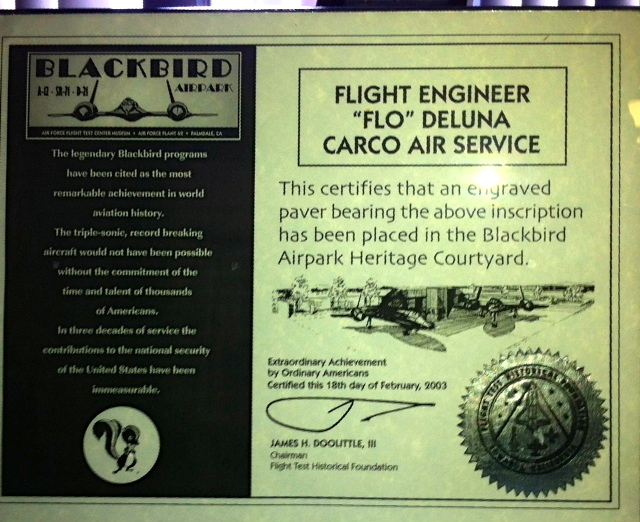 BLACKBIRD
A-12 · SR-71 · D-21
AIRPARK
AIR FORCE FLIGHT TEST CENTER MUSEUM • AIR FORCE PLANT 42 • PALMDALE, CA
The legendary Blackbird programs
have been cited as the most
remarkable achievement in world
aviation history.
The triple-sonic, record breaking
aircraft would not have been possible
without the commitment of the
time and talent of thousands
of Americans.
In three decades of service the
contributions to the national security
of the United States have been
immeasurable.
FLIGHT ENGINEER
"FLO" DELUNA
CARCO AIR SERVICE
This certifies that an engraved
paver bearing the above inscription
has been placed in the Blackbird
Airpark Heritage Courtyard.
Extraordinary Achievement
by Ordinary Americans
Certified this 18th day of February, 2003
JAMES H. DOOLITTLE, III
Chairman
Flight Test Historical Foundation
FLIGHT TEST HISTORICAL FOUNDATION